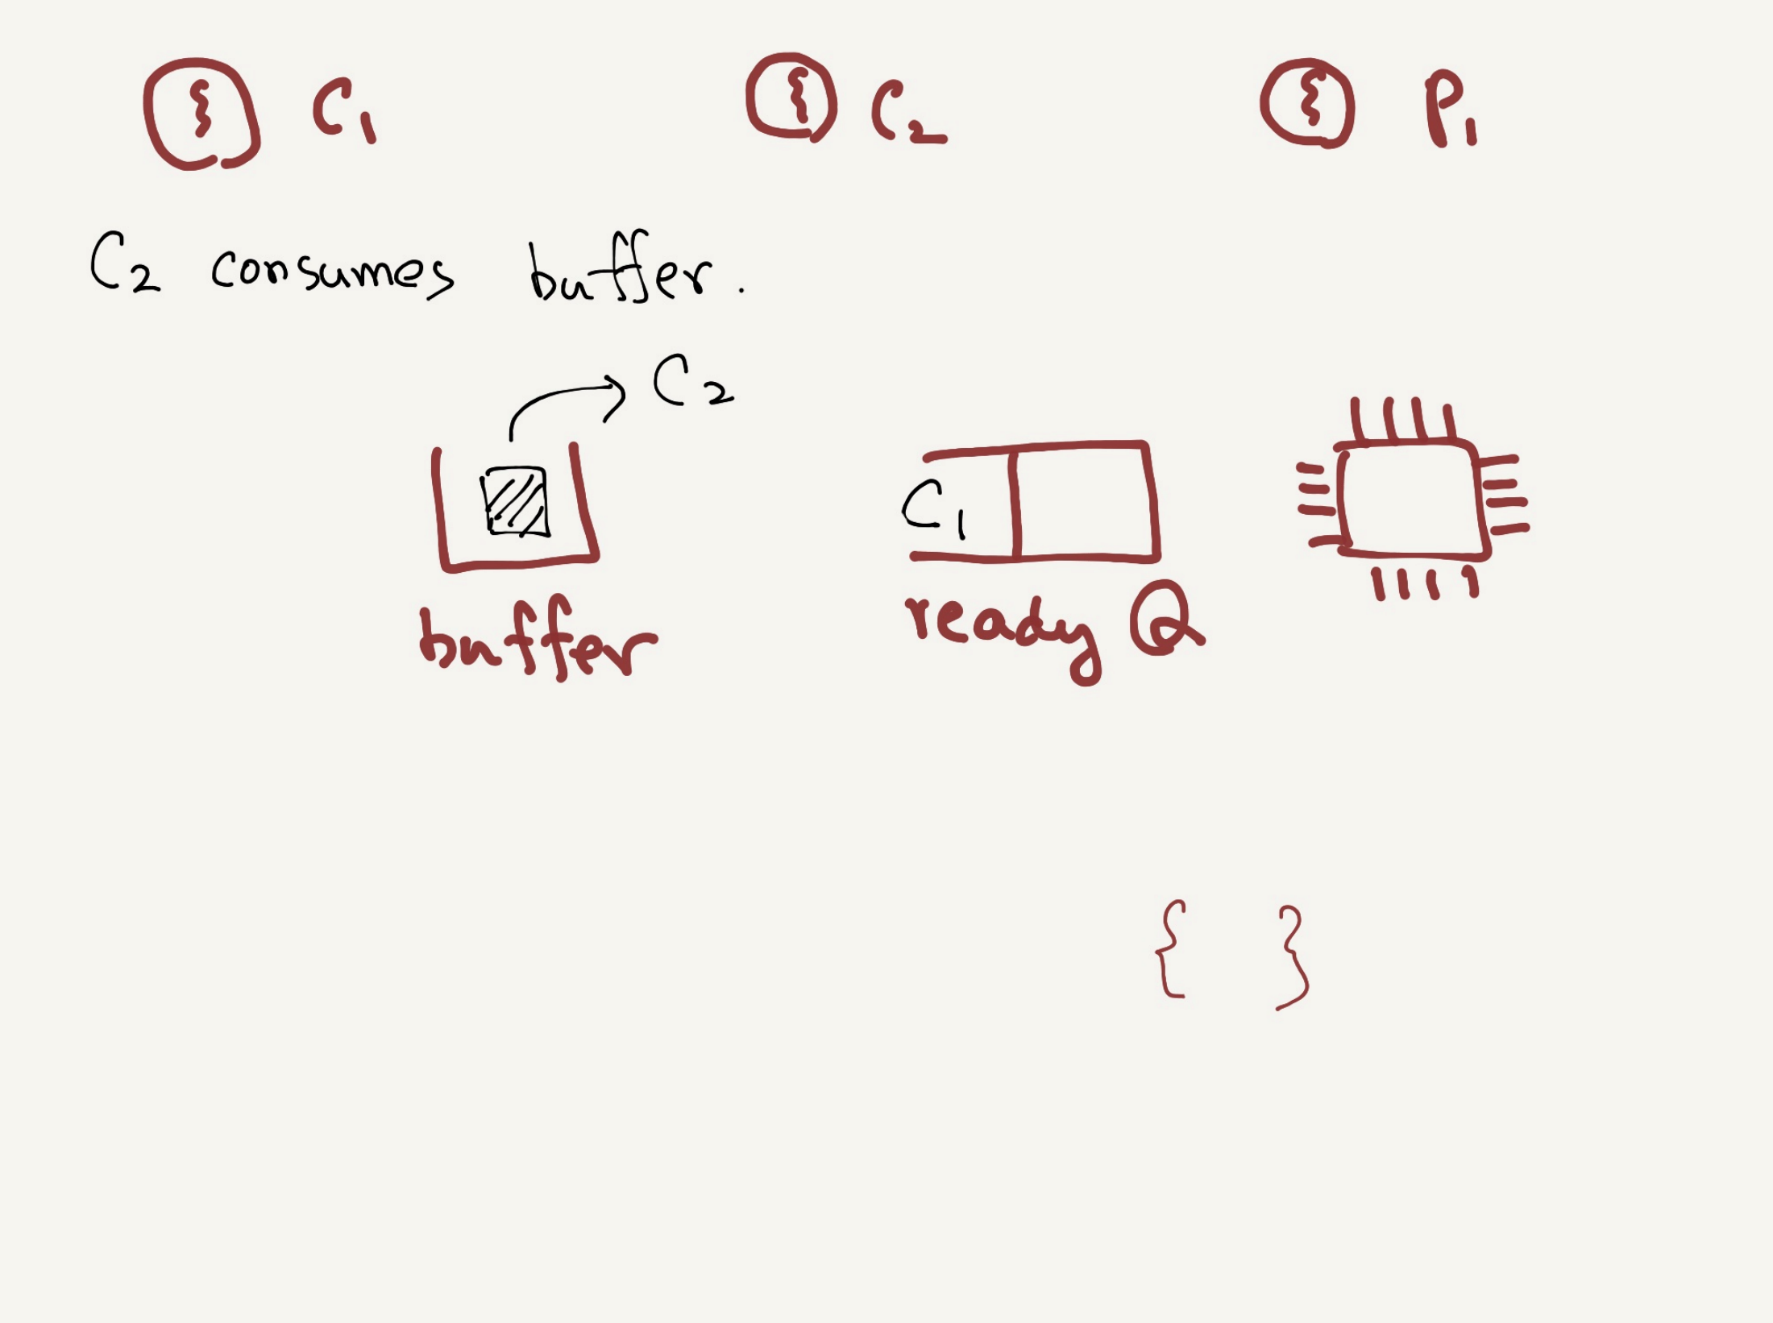 C1 C2 P1
C2 consumes buffer.
C2
C1
buffer
ready Q
{ }